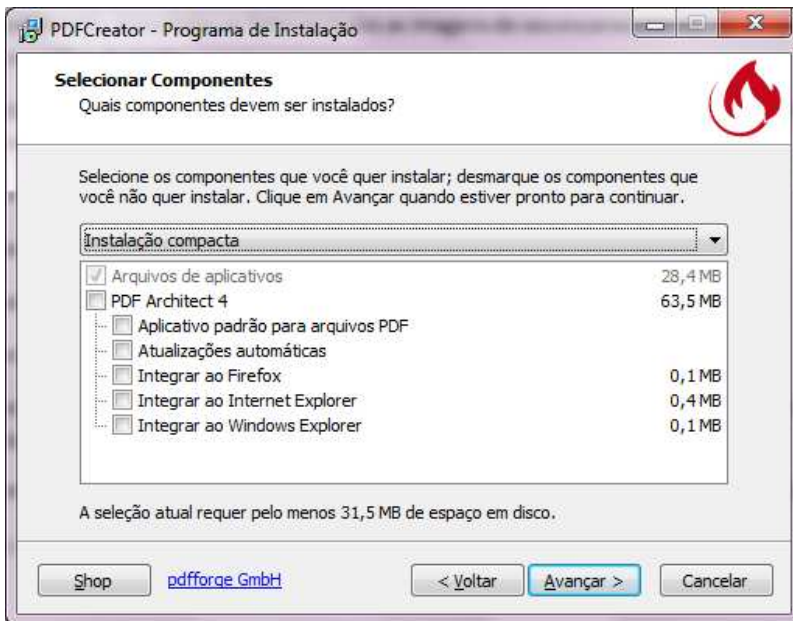 PDFCreator - Programa de Instalação
Selecionar Componentes
Quais componentes devem ser instalados?
Selecione os componentes que você quer instalar; desmarque os componentes que
você não quer instalar. Clique em Avançar quando estiver pronto para continuar.
Instalação compacta
Arquivos de aplicativos 28,4 MB
PDF Architect 4 63,5 MB
Aplicativo padrão para arquivos PDF
Atualizações automáticas
Integrar ao Firefox 0,1 MB
Integrar ao Internet Explorer 0,4 MB
Integrar ao Windows Explorer 0,1 MB
A seleção atual requer pelo menos 31,5 MB de espaço em disco.
Shop pdfforge GmbH < Voltar Avançar > Cancelar